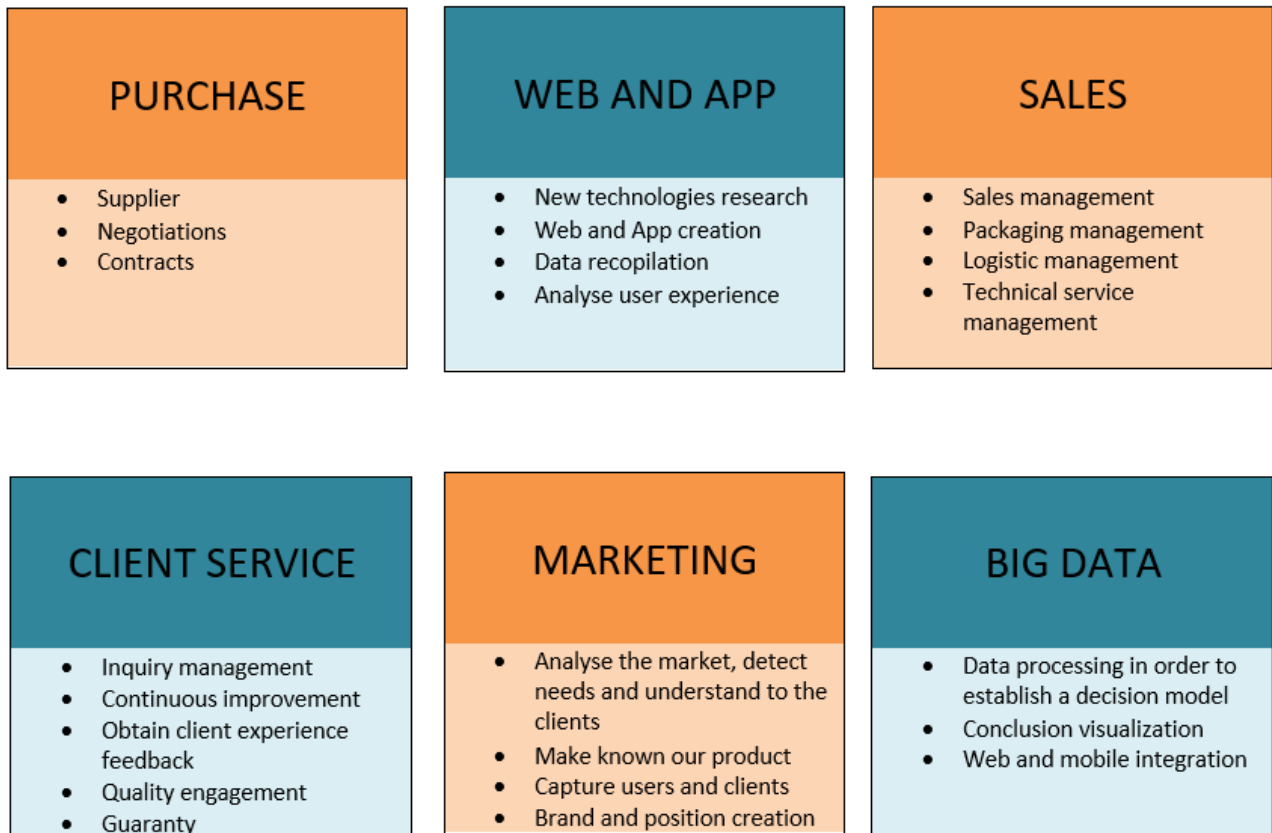 PURCHASE
• Supplier
• Negotiations
• Contracts
WEB AND APP
• New technologies research
• Web and App creation
• Data recopilation
• Analyse user experience
SALES
• Sales management
• Packaging management
• Logistic management
• Technical service
management
CLIENT SERVICE
• Inquiry management
• Continuous improvement
• Obtain client experience
feedback
• Quality engagement
• Guaranty
MARKETING
• Analyse the market, detect
needs and understand to the
clients
• Make known our product
• Capture users and clients
• Brand and position creation
BIG DATA
• Data processing in order to
establish a decision model
• Conclusion visualization
• Web and mobile integration